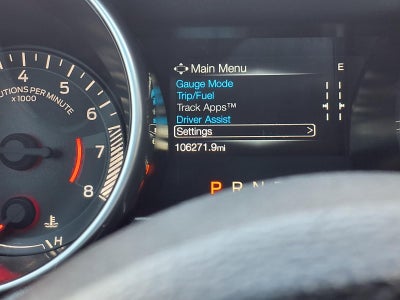 Main Menu
E
Gauge Mode
Trip/Fuel
Track Apps™
Driver Assist
Settings >
106271.9mi
P R N
UTIONS PER MINUTE
x1000
4
5
6
7
8
H